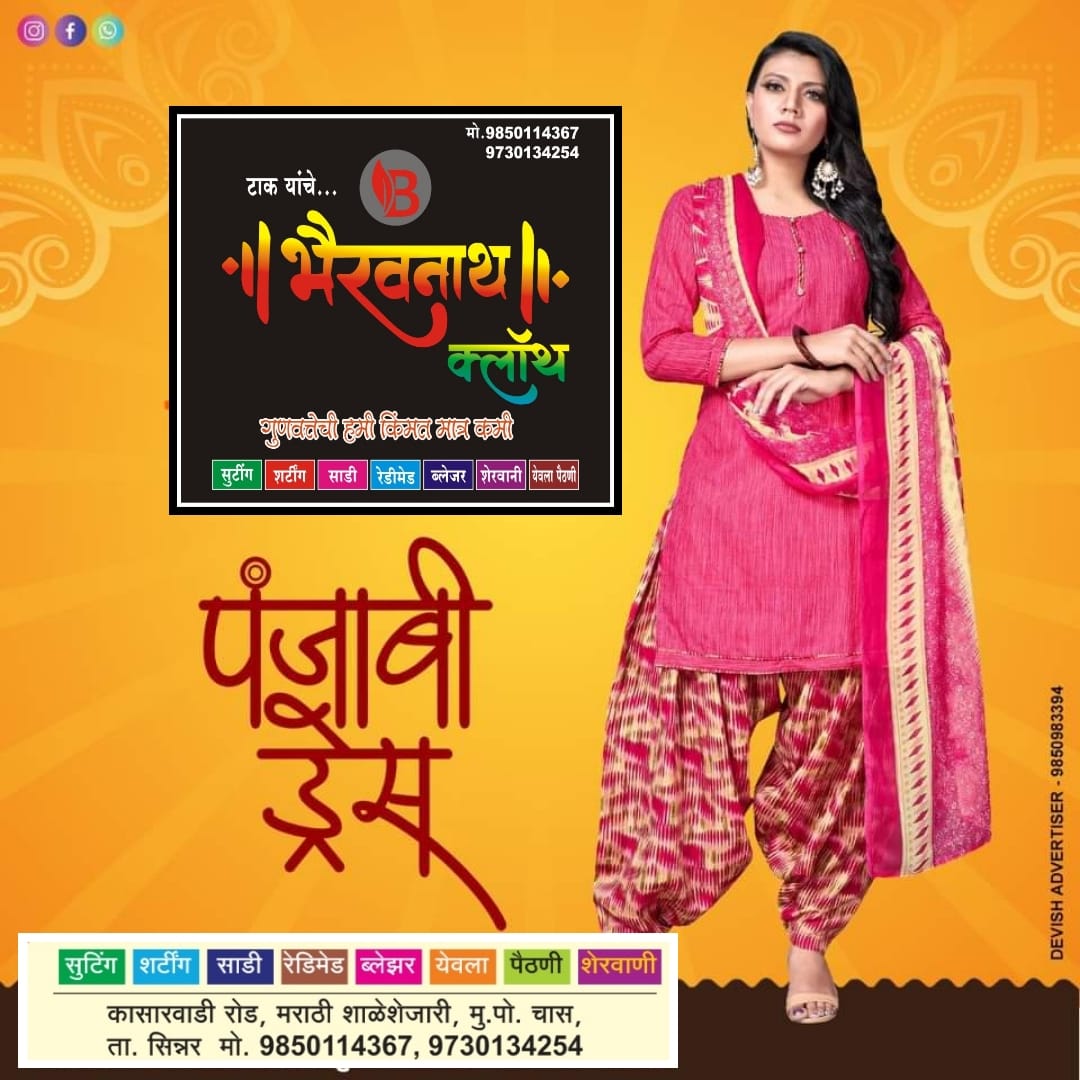 मो.9850114367
9730134254
टाक यांचे...
B
॥ भैरवनाथ ॥
क्लॉथ
गुणवत्तेची हमी किंमत मात्र कमी
सुटींग शर्टींग साडी रेडीमेड ब्लेजर शेरवानी येवला पैठणी
पंजाबी
ड्रेस
DEVISH ADVERTISER - 9850983394
सुटिंग शर्टींग साडी रेडिमेड ब्लेझर येवला पैठणी शेरवाणी
कासारवाडी रोड, मराठी शाळेशेजारी, मु.पो. चास,
ता. सिन्नर मो. 9850114367, 9730134254